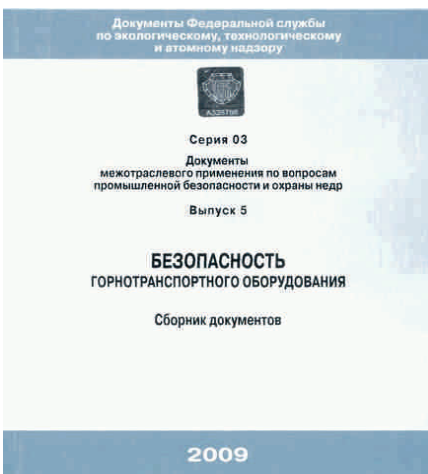 Документы Федеральной службы
по экологическому, технологическому
и атомному надзору
Серия 03
Документы
межотраслевого применения по вопросам
промышленной безопасности и охраны недр
Выпуск 5
БЕЗОПАСНОСТЬ
ГОРНОТРАНСПОРТНОГО ОБОРУДОВАНИЯ
Сборник документов
2009